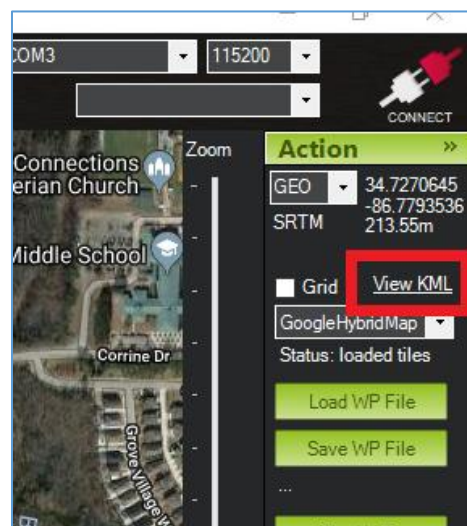 COM3
115200
CONNECT
Connections
erian Church
Middle School
Corrine Dr
Grove Village W
Zoom
Action »
GEO
34.7270645
-86.7793536
SRTM
213.55m
Grid
View KML
GoogleHybridMap
Status: loaded tiles
Load WP File
Save WP File
...